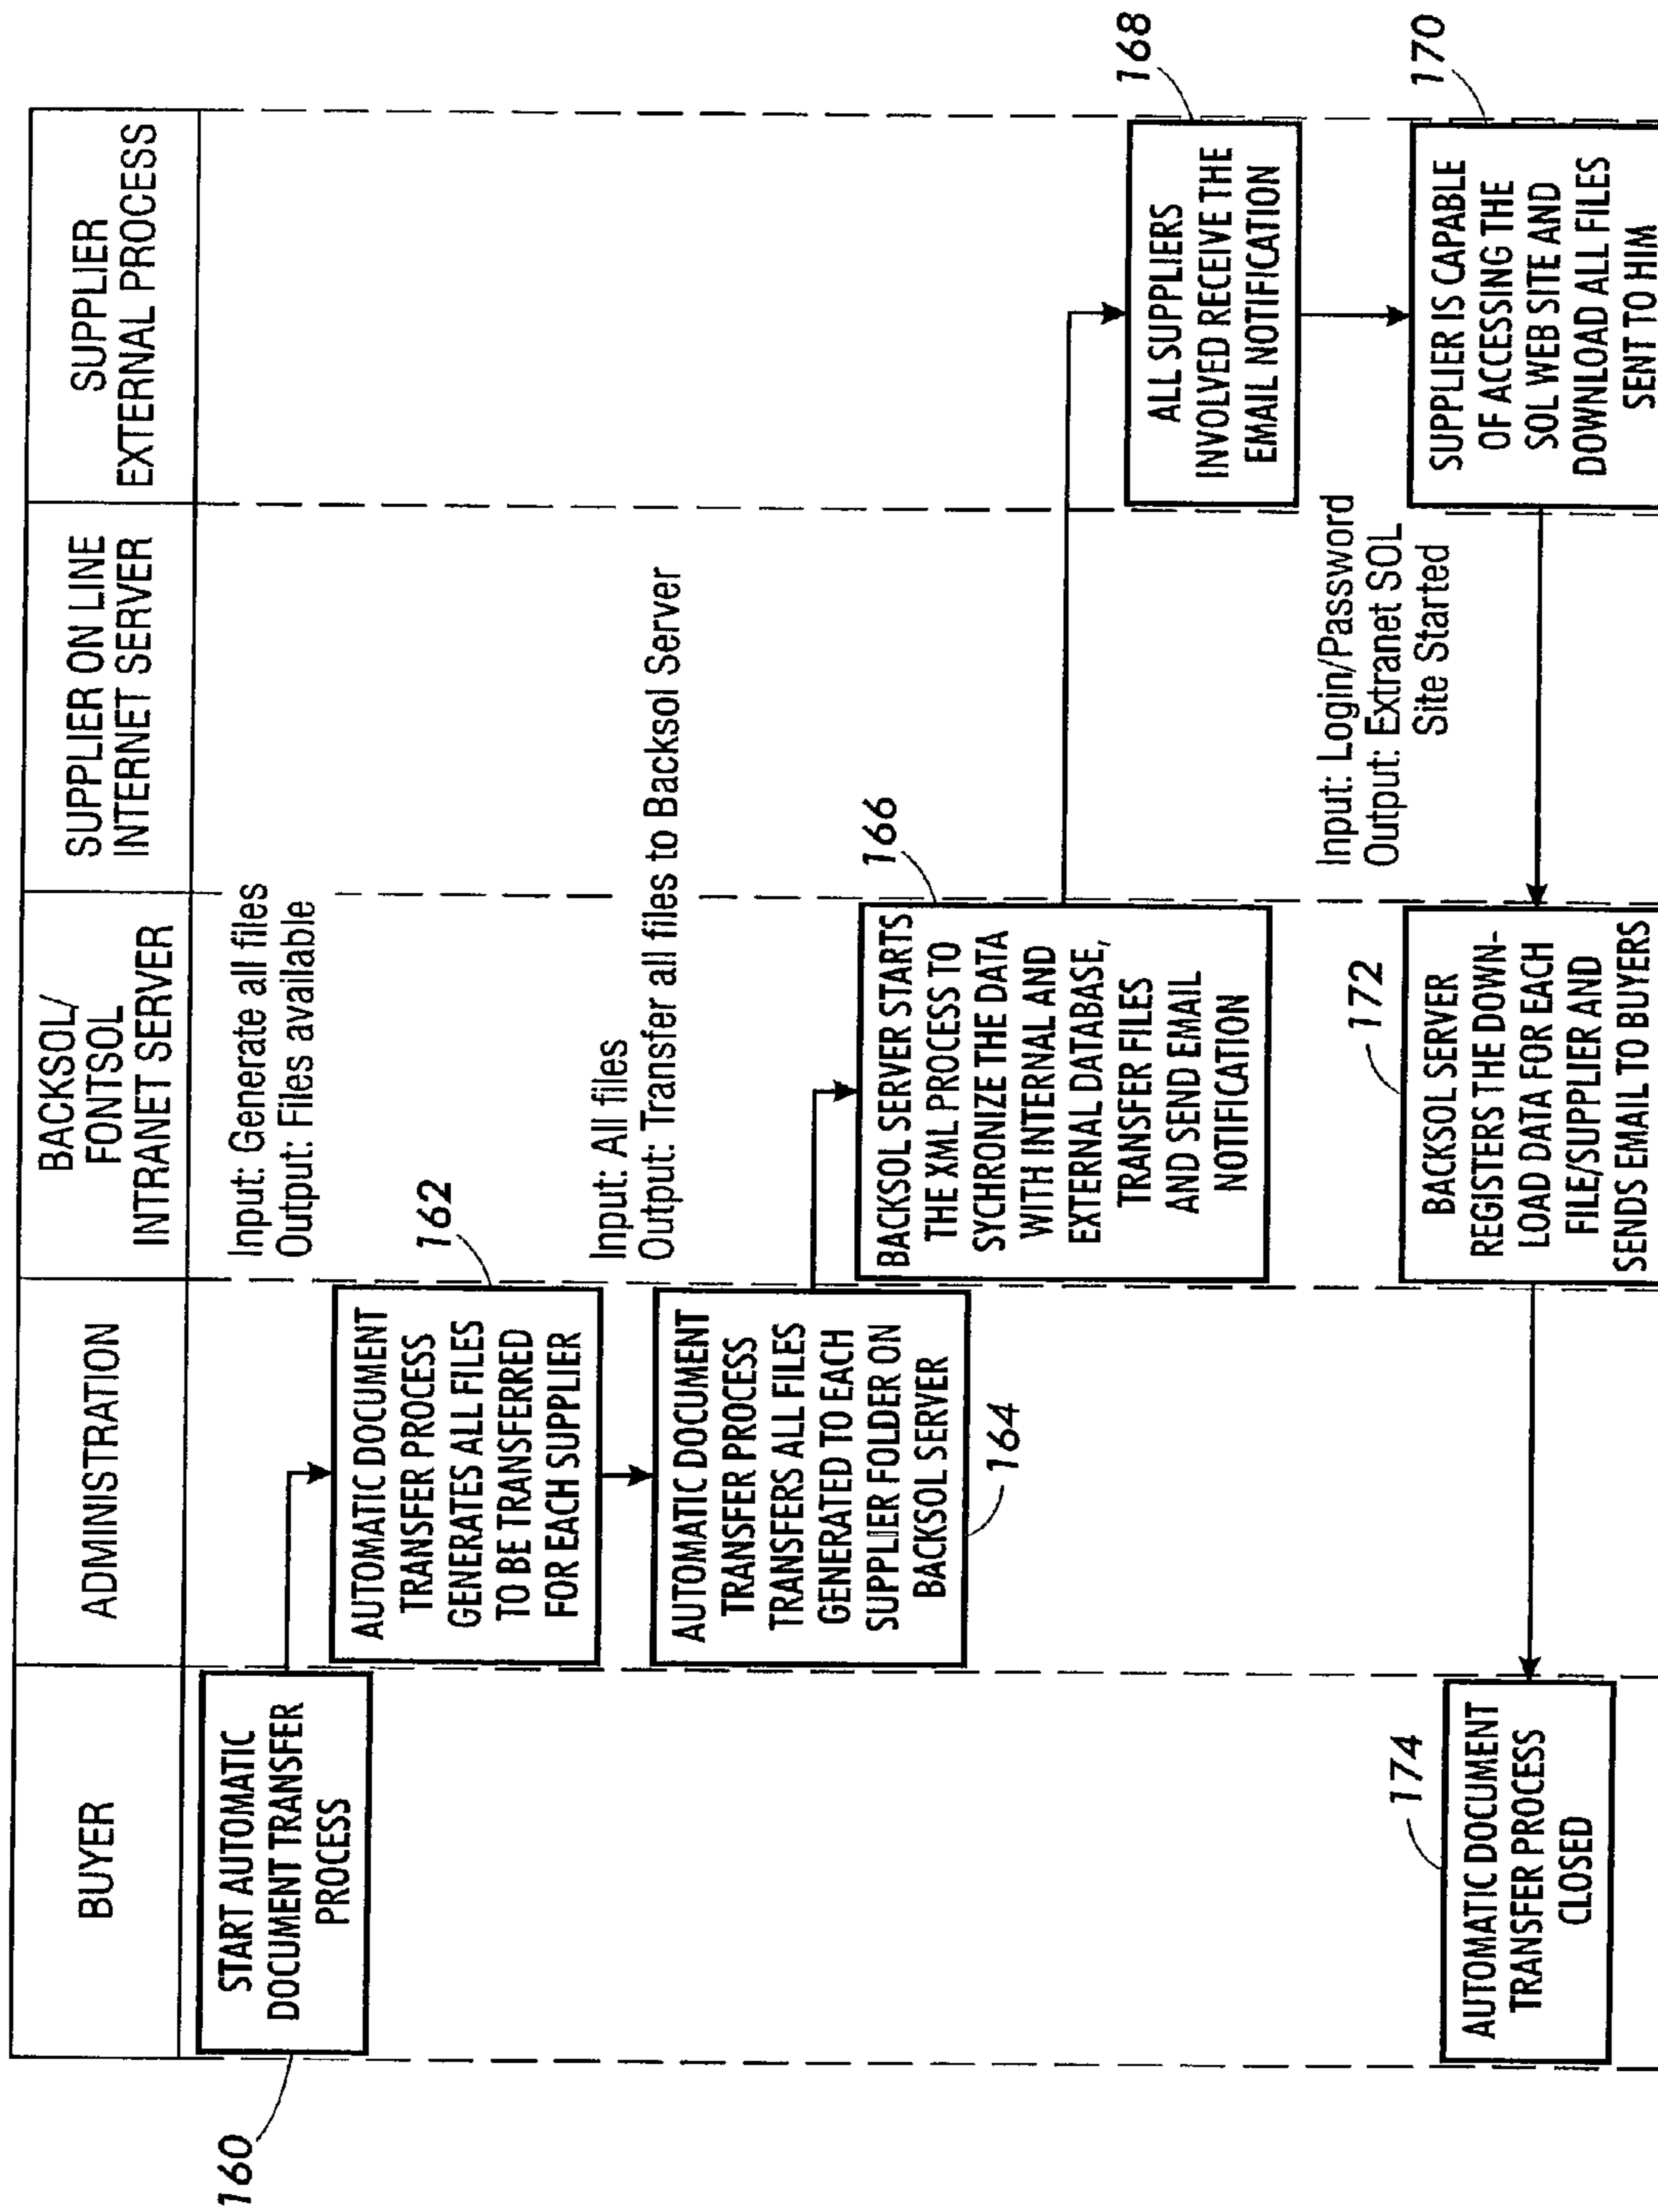 BUYER
ADMINISTRATION
BACKSOL/
FONTSOL
INTRANET SERVER
SUPPLIER ON LINE
INTERNET SERVER
SUPPLIER
EXTERNAL PROCESS
160
START AUTOMATIC
DOCUMENT TRANSFER
PROCESS
Input: Generate all files
Output: Files available
162
AUTOMATIC DOCUMENT
TRANSFER PROCESS
GENERATES ALL FILES
TO BE TRANSFERRED
FOR EACH SUPPLIER
Input: All files
Output: Transfer all files to Backsol Server
AUTOMATIC DOCUMENT
TRANSFER PROCESS
TRANSFERS ALL FILES
GENERATED TO EACH
SUPPLIER FOLDER ON
BACKSOL SERVER
164
166
BACKSOL SERVER STARTS
THE XML PROCESS TO
SYCHRONIZE THE DATA
WITH INTERNAL AND
EXTERNAL DATABASE,
TRANSFER FILES
AND SEND EMAIL
NOTIFICATION
168
ALL SUPPLIERS
INVOLVED RECEIVE THE
EMAIL NOTIFICATION
Input: Login/Password
Output: Extranet SOL
Site Started
170
SUPPLIER IS CAPABLE
OF ACCESSING THE
SOL WEB SITE AND
DOWNLOAD ALL FILES
SENT TO HIM
172
BACKSOL SERVER
REGISTERS THE DOWN-
LOAD DATA FOR EACH
FILE/SUPPLIER AND
SENDS EMAIL TO BUYERS
174
AUTOMATIC DOCUMENT
TRANSFER PROCESS
CLOSED